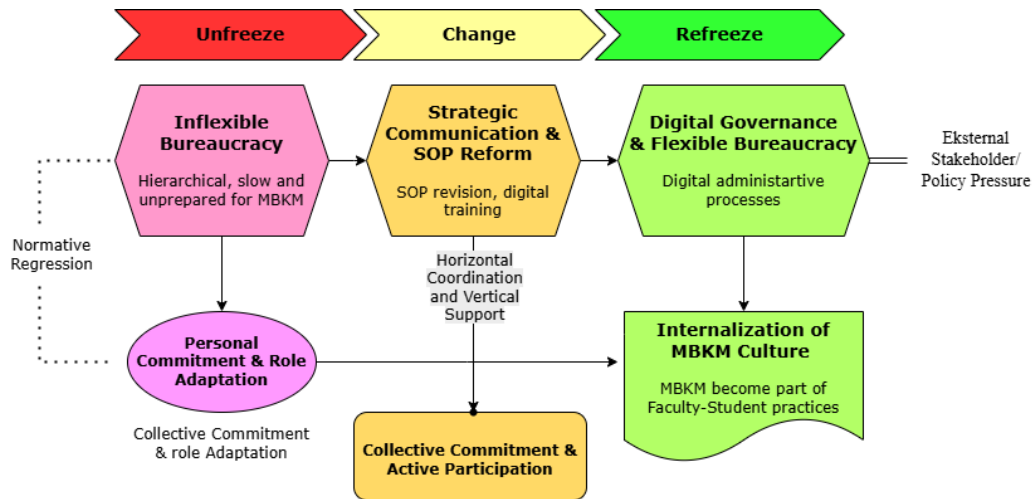 Unfreeze
Change
Refreeze
Inflexible
Bureaucracy
Hierarchical, slow and
unprepared for MBKM
Strategic
Communication &
SOP Reform
SOP revision, digital
training
Digital Governance
& Flexible Bureaucracy
Digital administartive
processes
Eksternal
Stakeholder/
Policy Pressure
Normative
Regression
Horizontal
Coordination
and Vertical
Support
Personal
Commitment & Role
Adaptation
Collective Commitment
& role Adaptation
Collective Commitment &
Active Participation
Internalization of
MBKM Culture
MBKM become part of
Faculty-Student practices